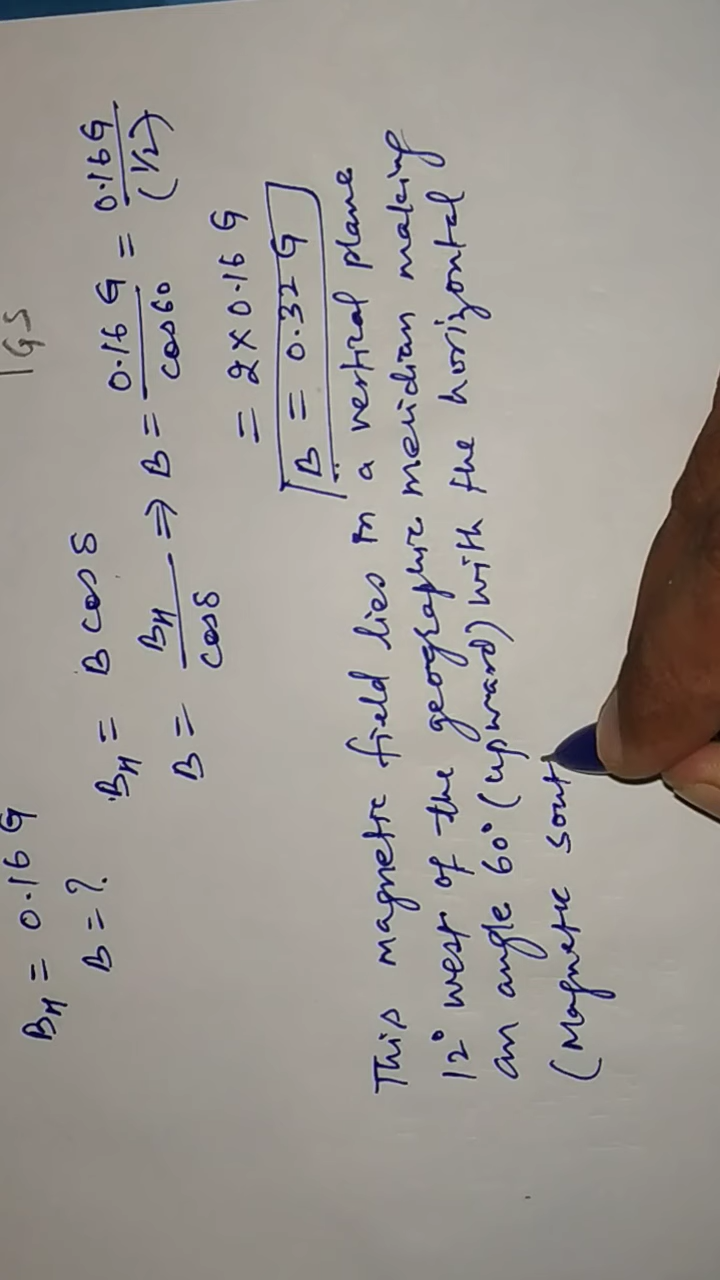 GS
B_H = 0.16 G
B = ?
B_H = B cos δ
B = B_H / cos δ ⇒ B = 0.16 G / cos 60 = 0.16 G / (1/2)
= 2 × 0.16 G
B = 0.32 G
This magnetic field lies in a vertical plane
12° west of the geographic meridian making
an angle 60° (upward) with the horizontal
(Magnetic sout